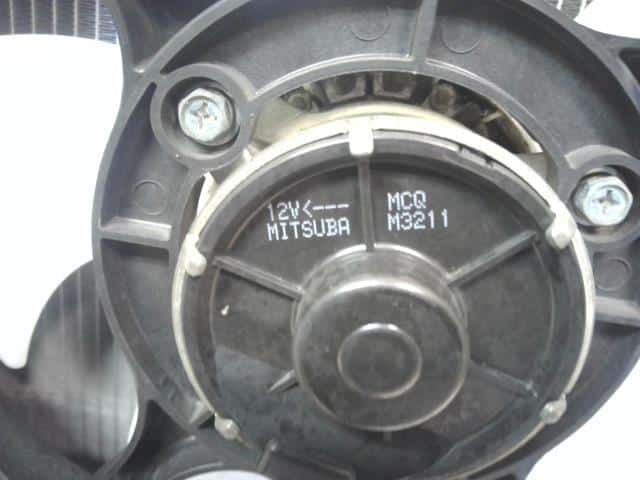 12V<--- MCQ
MITSUBA M3211